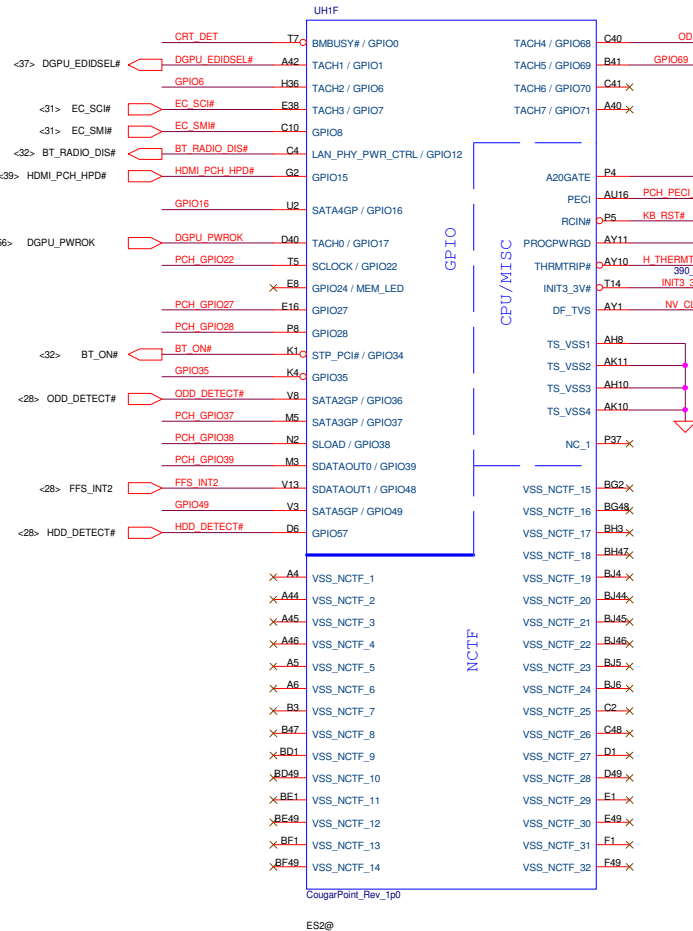 UH1F
CRT_DET T7 BMBUSY# / GPIO0 TACH4 / GPIO68 C40 OD
<37> DGPU_EDIDSEL# DGPU_EDIDSEL# A42 TACH1 / GPIO1 TACH5 / GPIO69 B41 GPIO69
GPIO6 H36 TACH2 / GPIO6 TACH6 / GPIO70 C41
<31> EC_SCI# EC_SCI# E38 TACH3 / GPIO7 TACH7 / GPIO71 A40
<31> EC_SMI# EC_SMI# C10 GPIO8
<32> BT_RADIO_DIS# BT_RADIO_DIS# C4 LAN_PHY_PWR_CTRL / GPIO12
<39> HDMI_PCH_HPD# HDMI_PCH_HPD# G2 GPIO15 A20GATE P4
PECI AU16 PCH_PECI_
GPIO16 U2 SATA4GP / GPIO16 RCIN# P5 KB_RST#
6> DGPU_PWROK DGPU_PWROK D40 TACH0 / GPIO17 GPIO CPU/MISC PROCPWRGD AY11
PCH_GPIO22 T5 SCLOCK / GPIO22 THRMTRIP# AY10 H_THERMT
390_
E8 GPIO24 / MEM_LED INIT3_3V# T14 INIT3_3
PCH_GPIO27 E16 GPIO27 DF_TVS AY1 NV_CL
PCH_GPIO28 P8 GPIO28
TS_VSS1 AH8
<32> BT_ON# BT_ON# K1 STP_PCI# / GPIO34
TS_VSS2 AK11
GPIO35 K4 GPIO35
TS_VSS3 AH10
<28> ODD_DETECT# ODD_DETECT# V8 SATA2GP / GPIO36
TS_VSS4 AK10
PCH_GPIO37 M5 SATA3GP / GPIO37
PCH_GPIO38 N2 SLOAD / GPIO38 NC_1 P37
PCH_GPIO39 M3 SDATAOUT0 / GPIO39
<28> FFS_INT2 FFS_INT2 V13 SDATAOUT1 / GPIO48 VSS_NCTF_15 BG2
GPIO49 V3 SATA5GP / GPIO49 VSS_NCTF_16 BG48
<28> HDD_DETECT# HDD_DETECT# D6 GPIO57 VSS_NCTF_17 BH3
VSS_NCTF_18 BH47
A4 VSS_NCTF_1 VSS_NCTF_19 BJ4
A44 VSS_NCTF_2 VSS_NCTF_20 BJ44
A45 VSS_NCTF_3 VSS_NCTF_21 BJ45
A46 VSS_NCTF_4 NCTF VSS_NCTF_22 BJ46
A5 VSS_NCTF_5 VSS_NCTF_23 BJ5
A6 VSS_NCTF_6 VSS_NCTF_24 BJ6
B3 VSS_NCTF_7 VSS_NCTF_25 C2
B47 VSS_NCTF_8 VSS_NCTF_26 C48
BD1 VSS_NCTF_9 VSS_NCTF_27 D1
BD49 VSS_NCTF_10 VSS_NCTF_28 D49
BE1 VSS_NCTF_11 VSS_NCTF_29 E1
BE49 VSS_NCTF_12 VSS_NCTF_30 E49
BF1 VSS_NCTF_13 VSS_NCTF_31 F1
BF49 VSS_NCTF_14 VSS_NCTF_32 F49
CougarPoint_Rev_1p0
ES2@